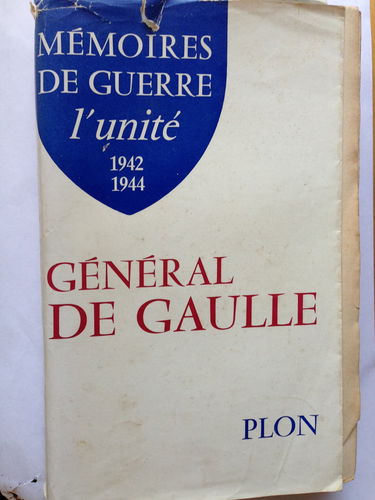 MÉMOIRES
DE GUERRE
l'unité
1942
1944
GÉNÉRAL
DE GAULLE
PLON